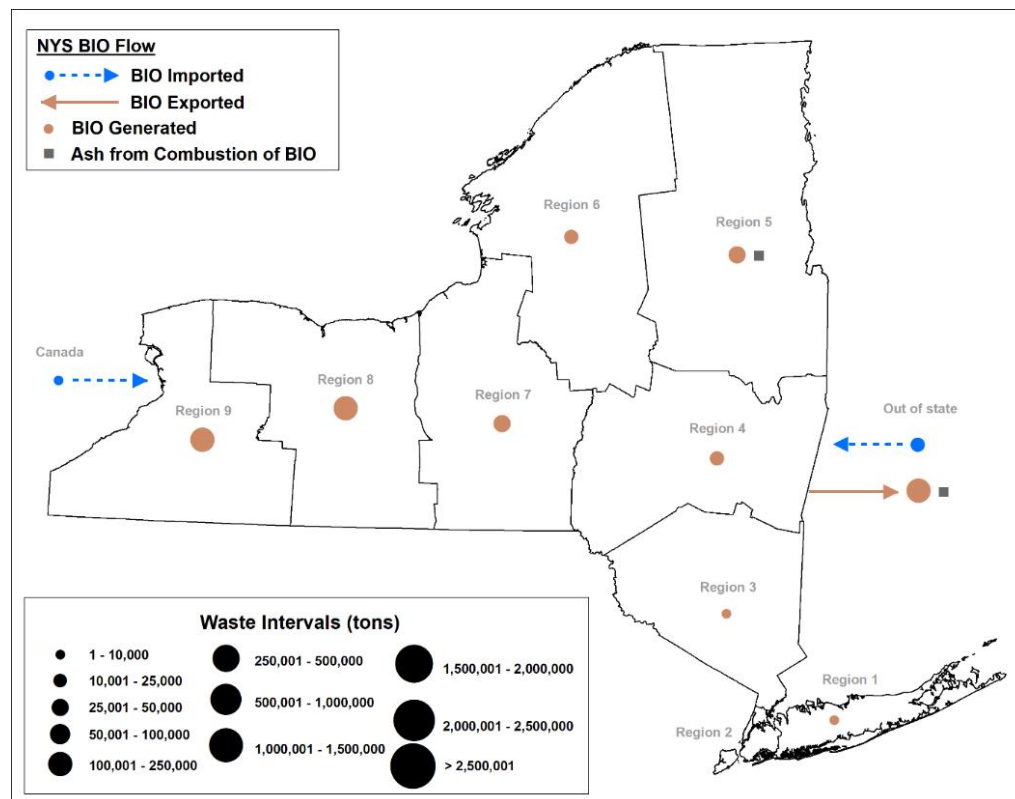 NYS BIO Flow
BIO Imported
BIO Exported
BIO Generated
Ash from Combustion of BIO
Region 6
Region 5
Canada
Region 9
Region 8
Region 7
Region 4
Out of state
Region 3
Region 1
Region 2
Waste Intervals (tons)
1 - 10,000
10,001 - 25,000
25,001 - 50,000
50,001 - 100,000
100,001 - 250,000
250,001 - 500,000
500,001 - 1,000,000
1,000,001 - 1,500,000
1,500,001 - 2,000,000
2,000,001 - 2,500,000
> 2,500,001